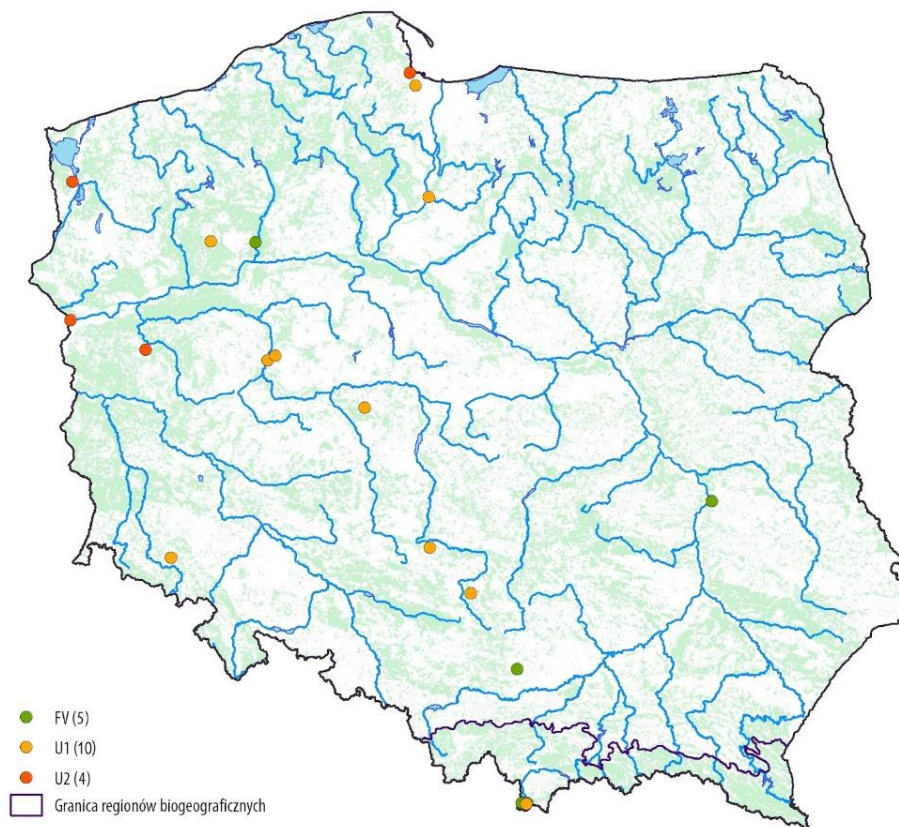 FV (5)
U1 (10)
U2 (4)
Granica regionów biogeograficznych